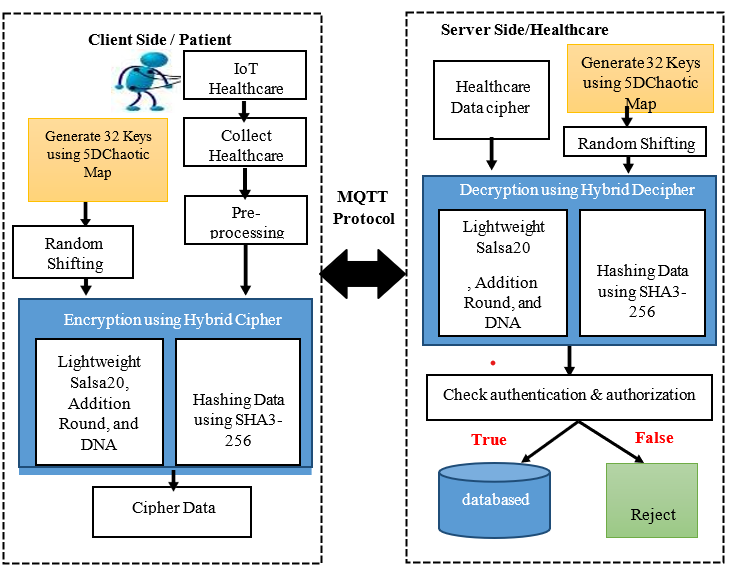 Client Side / Patient
IoT
Healthcare
Generate 32 Keys
using 5DChaotic
Map
Collect
Healthcare
Pre-
processing
Random
Shifting
Encryption using Hybrid Cipher
Lightweight
Salsa20,
Addition
Round, and
DNA
Hashing Data
using SHA3-
256
Cipher Data
MQTT
Protocol
Server Side/Healthcare
Healthcare
Data cipher
Generate 32 Keys
using 5DChaotic
Map
Random Shifting
Decryption using Hybrid Decipher
Lightweight
Salsa20
, Addition
Round, and
DNA
Hashing Data
using SHA3-
256
Check authentication & authorization
True
False
databased
Reject